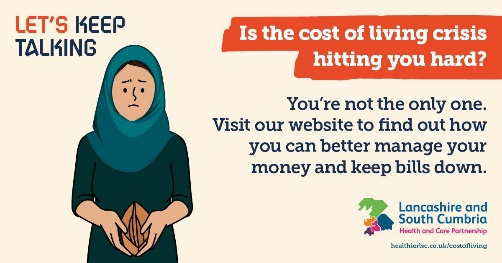 LET'S KEEP
TALKING
Is the cost of living crisis
hitting you hard?
You're not the only one.
Visit our website to find out how
you can better manage your
money and keep bills down.
Lancashire and
South Cumbria
Health and Care Partnership
healthierlsc.co.uk/costofliving